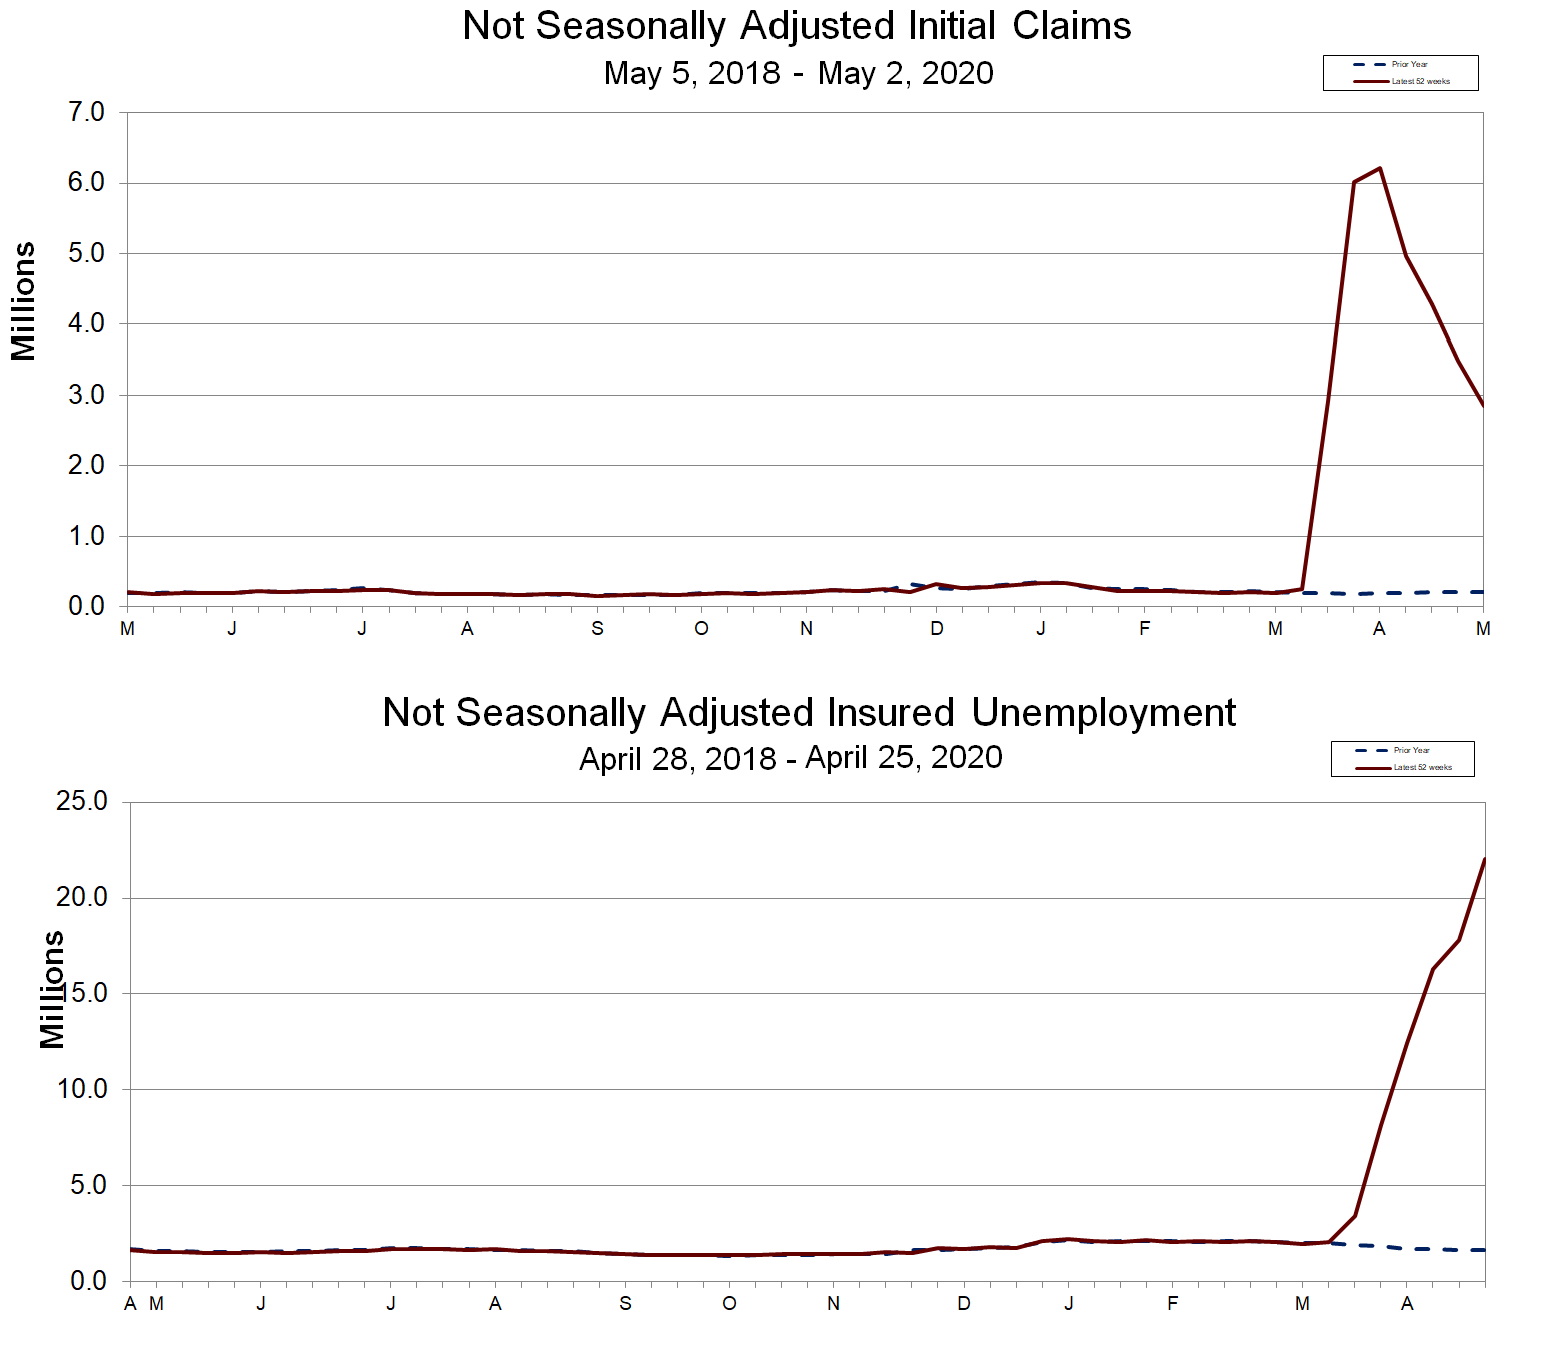 Not Seasonally Adjusted Initial Claims
May 5, 2018 - May 2, 2020
Prior Year
Latest 52 weeks
Millions
7.0
6.0
5.0
4.0
3.0
2.0
1.0
0.0
M J J A S O N D J F M A M
Not Seasonally Adjusted Insured Unemployment
April 28, 2018 - April 25, 2020
Prior Year
Latest 52 weeks
Millions
25.0
20.0
15.0
10.0
5.0
0.0
A M J J A S O N D J F M A